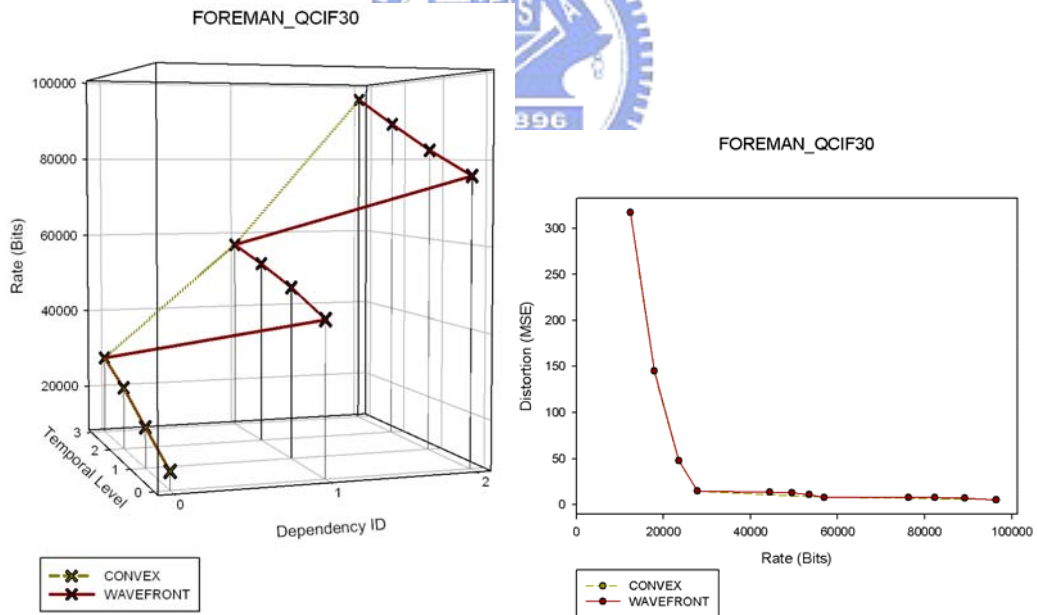 FOREMAN_QCIF30
100000
80000
60000
40000
20000
Rate (Bits)
3
2
1
0
Temporal Level
0
1
2
Dependency ID
CONVEX
WAVEFRONT
S
A
896
FOREMAN_QCIF30
300
250
200
150
100
50
0
Distortion (MSE)
0
20000
40000
60000
80000
100000
Rate (Bits)
CONVEX
WAVEFRONT